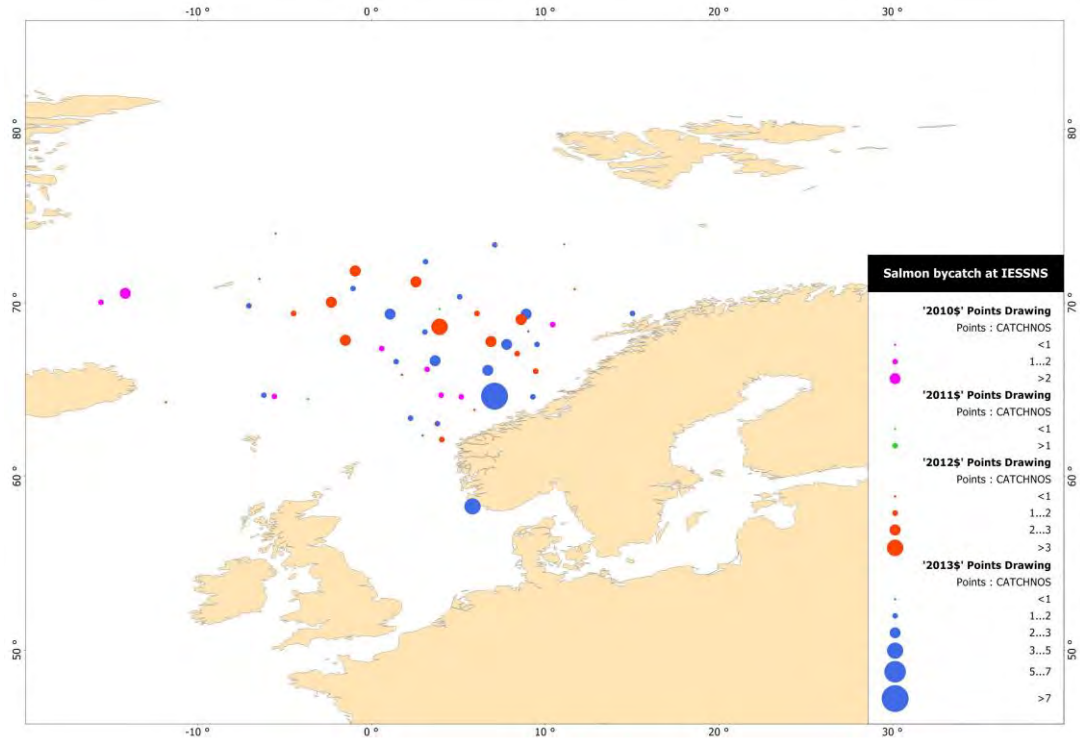 -10 ° 0 ° 10 ° 20 ° 30 °
80 ° 80 °
70 ° 70 °
60 ° 60 °
50 ° 50 °
Salmon bycatch at IESSNS
'2010$' Points Drawing
Points : CATCHNOS
<1
1...2
>2
'2011$' Points Drawing
Points : CATCHNOS
<1
>1
'2012$' Points Drawing
Points : CATCHNOS
<1
1...2
2...3
>3
'2013$' Points Drawing
Points : CATCHNOS
<1
1...2
2...3
3...5
5...7
>7
-10 ° 0 ° 10 ° 20 ° 30 °